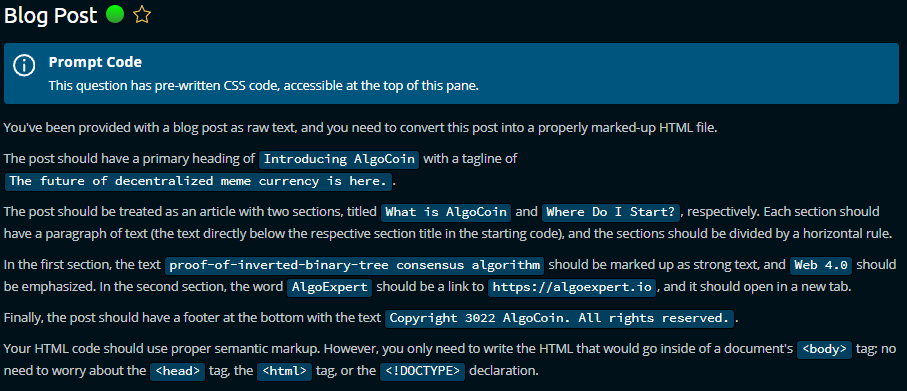 Blog Post
Prompt Code
This question has pre-written CSS code, accessible at the top of this pane.
You've been provided with a blog post as raw text, and you need to convert this post into a properly marked-up HTML file.
The post should have a primary heading of Introducing AlgoCoin with a tagline of
The future of decentralized meme currency is here. .
The post should be treated as an article with two sections, titled What is AlgoCoin and Where Do I Start? , respectively. Each section should
have a paragraph of text (the text directly below the respective section title in the starting code), and the sections should be divided by a horizontal rule.
In the first section, the text proof-of-inverted-binary-tree consensus algorithm should be marked up as strong text, and Web 4.0 should
be emphasized. In the second section, the word AlgoExpert should be a link to https://algoexpert.io , and it should open in a new tab.
Finally, the post should have a footer at the bottom with the text Copyright 3022 AlgoCoin. All rights reserved. .
Your HTML code should use proper semantic markup. However, you only need to write the HTML that would go inside of a document's <body> tag; no
need to worry about the <head> tag, the <html> tag, or the <!DOCTYPE> declaration.